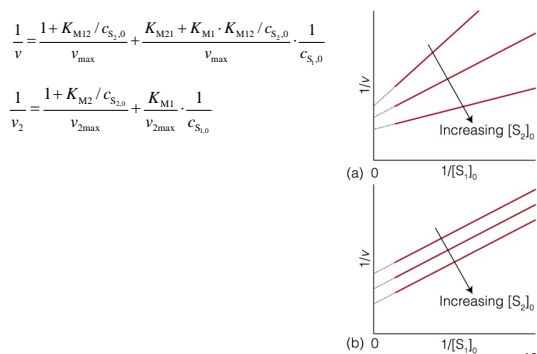 1/v = (1 + K_M12 / c_S2,0) / v_max + (K_M21 + K_M1 · K_M12 / c_S2,0) / v_max · 1 / c_S1,0
1/v_2 = (1 + K_M2 / c_S2,0) / v_2max + K_M1 / v_2max · 1 / c_S1,0
1/v
Increasing [S₂]₀
(a) 0 1/[S₁]₀
1/v
Increasing [S₂]₀
(b) 0 1/[S₁]₀